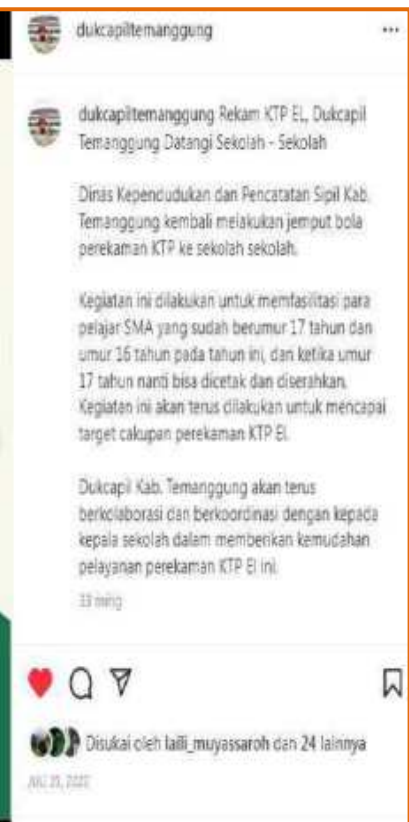 dukcapiltemanggung
dukcapiltemanggung Rekam KTP EL, Dukcapil
Temanggung Datangi Sekolah - Sekolah
Dinas Kependudukan dan Pencatatan Sipil Kab.
Temanggung kembali melakukan jemput bola
perekaman KTP ke sekolah sekolah.
Kegiatan ini dilakukan untuk memfasilitasi para
pelajar SMA yang sudah berumur 17 tahun dan
umur 16 tahun pada tahun ini, dan ketika umur
17 tahun nanti bisa dicetak dan diserahkan.
Kegiatan ini akan terus dilakukan untuk mencapai
target cakupan perekaman KTP El.
Dukcapil Kab. Temanggung akan terus
berkolaborasi dan berkoordinasi dengan kepada
kepala sekolah dalam memberikan kemudahan
pelayanan perekaman KTP El ini.
33 ming
Disukai oleh laili_muyassaroh dan 24 lainnya